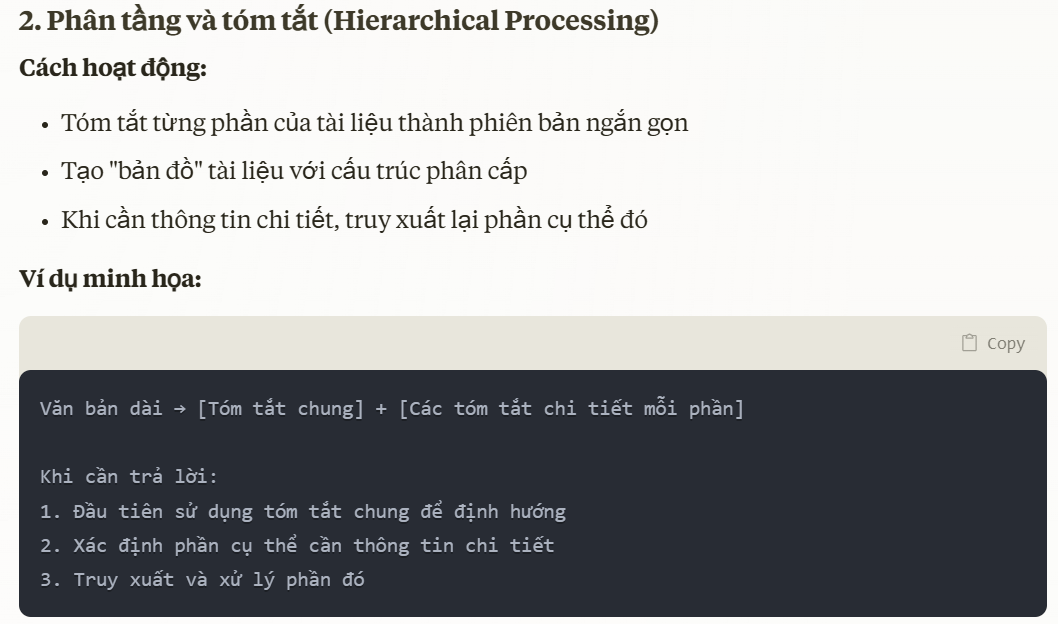 2. Phân tầng và tóm tắt (Hierarchical Processing)
Cách hoạt động:
• Tóm tắt từng phần của tài liệu thành phiên bản ngắn gọn
• Tạo "bản đồ" tài liệu với cấu trúc phân cấp
• Khi cần thông tin chi tiết, truy xuất lại phần cụ thể đó
Ví dụ minh họa:
Copy
Văn bản dài → [Tóm tắt chung] + [Các tóm tắt chi tiết mỗi phần]
Khi cần trả lời:
1. Đầu tiên sử dụng tóm tắt chung để định hướng
2. Xác định phần cụ thể cần thông tin chi tiết
3. Truy xuất và xử lý phần đó